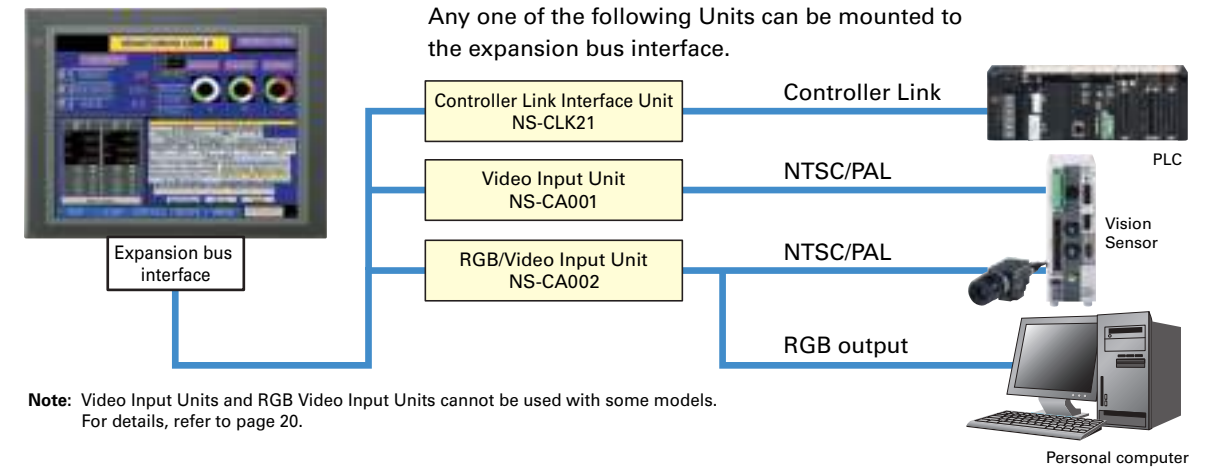 Any one of the following Units can be mounted to
the expansion bus interface.
Controller Link Interface Unit
NS-CLK21
Controller Link
PLC
Video Input Unit
NS-CA001
NTSC/PAL
Vision
Sensor
Expansion bus
interface
RGB/Video Input Unit
NS-CA002
NTSC/PAL
RGB output
Note: Video Input Units and RGB Video Input Units cannot be used with some models.
For details, refer to page 20.
Personal computer